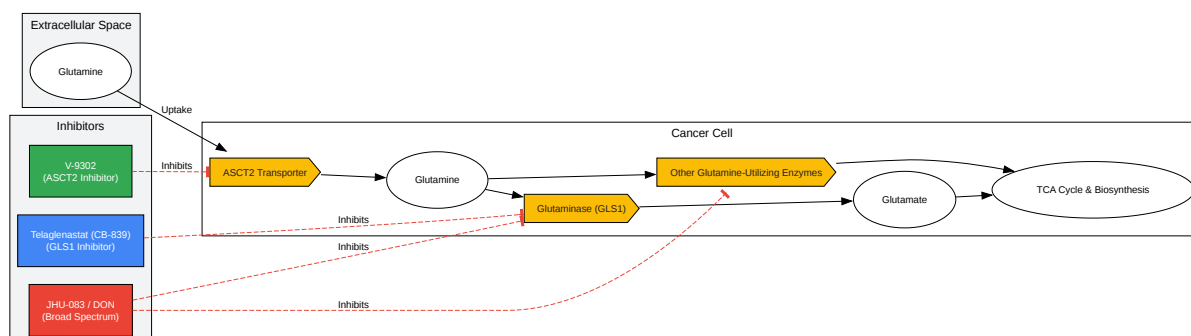 Extracellular Space
Glutamine
Uptake
Inhibitors
V-9302
(ASCT2 Inhibitor)
Inhibits
Telaglenastat (CB-839)
(GLS1 Inhibitor)
Inhibits
Inhibits
JHU-083 / DON
(Broad Spectrum)
Inhibits
Cancer Cell
ASCT2 Transporter
Glutamine
Other Glutamine-Utilizing Enzymes
Glutaminase (GLS1)
Glutamate
TCA Cycle & Biosynthesis